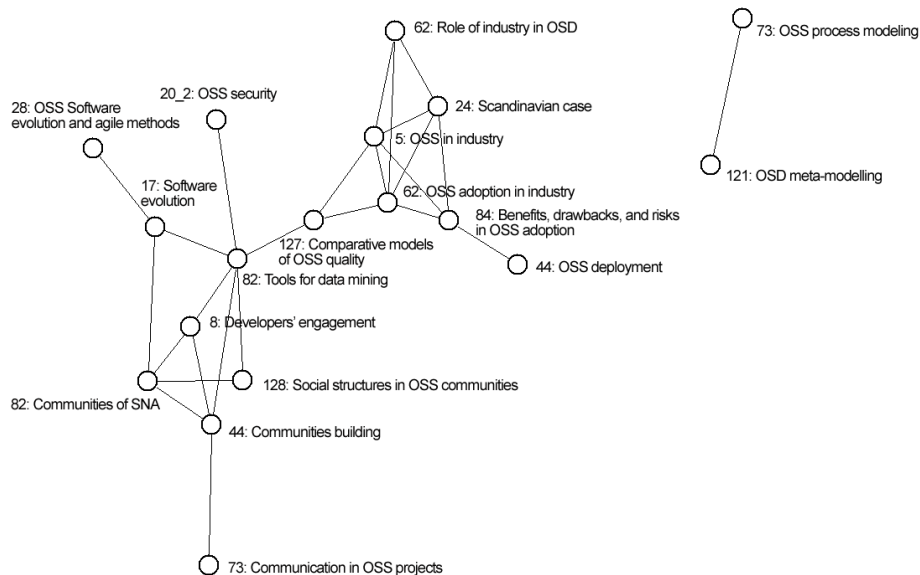 62: Role of industry in OSD
73: OSS process modeling
20_2: OSS security
28: OSS Software
evolution and agile methods
24: Scandinavian case
5: OSS in industry
121: OSD meta-modelling
17: Software
evolution
62: OSS adoption in industry
84: Benefits, drawbacks, and risks
in OSS adoption
127: Comparative models
of OSS quality
44: OSS deployment
82: Tools for data mining
8: Developers' engagement
128: Social structures in OSS communities
82: Communities of SNA
44: Communities building
73: Communication in OSS projects